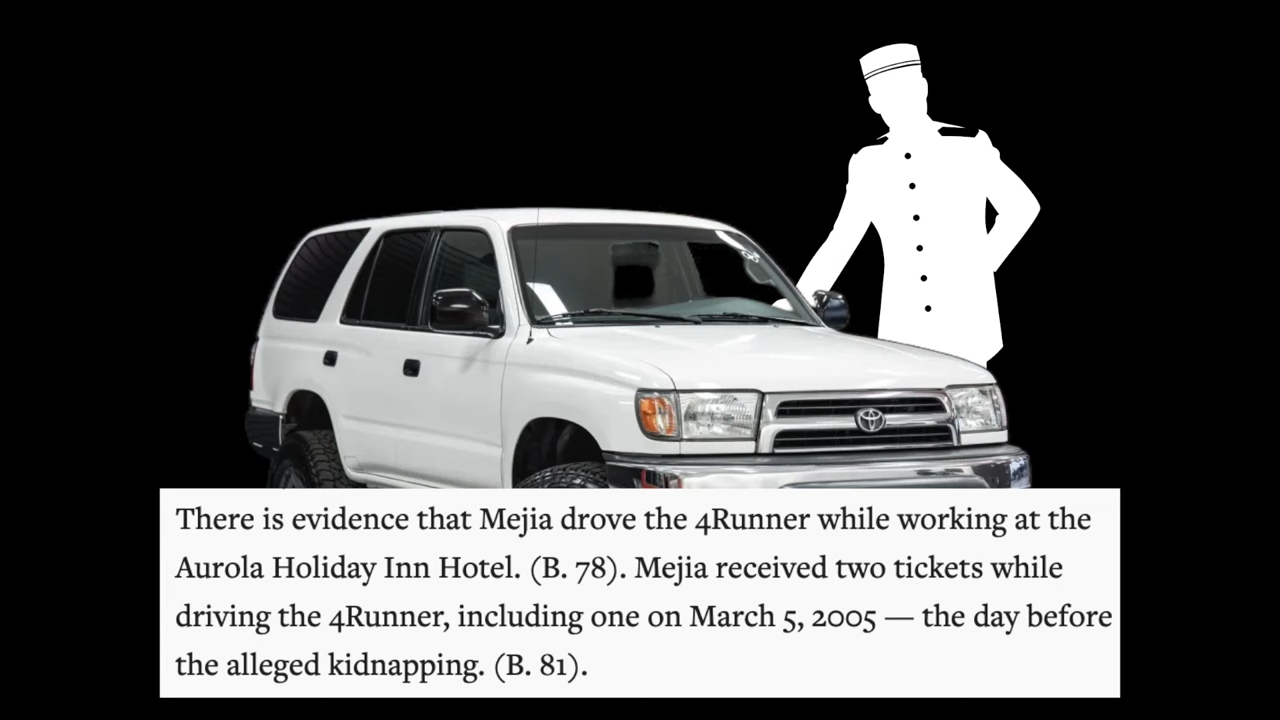 There is evidence that Mejia drove the 4Runner while working at the
Aurola Holiday Inn Hotel. (B. 78). Mejia received two tickets while
driving the 4Runner, including one on March 5, 2005 — the day before
the alleged kidnapping. (B. 81).